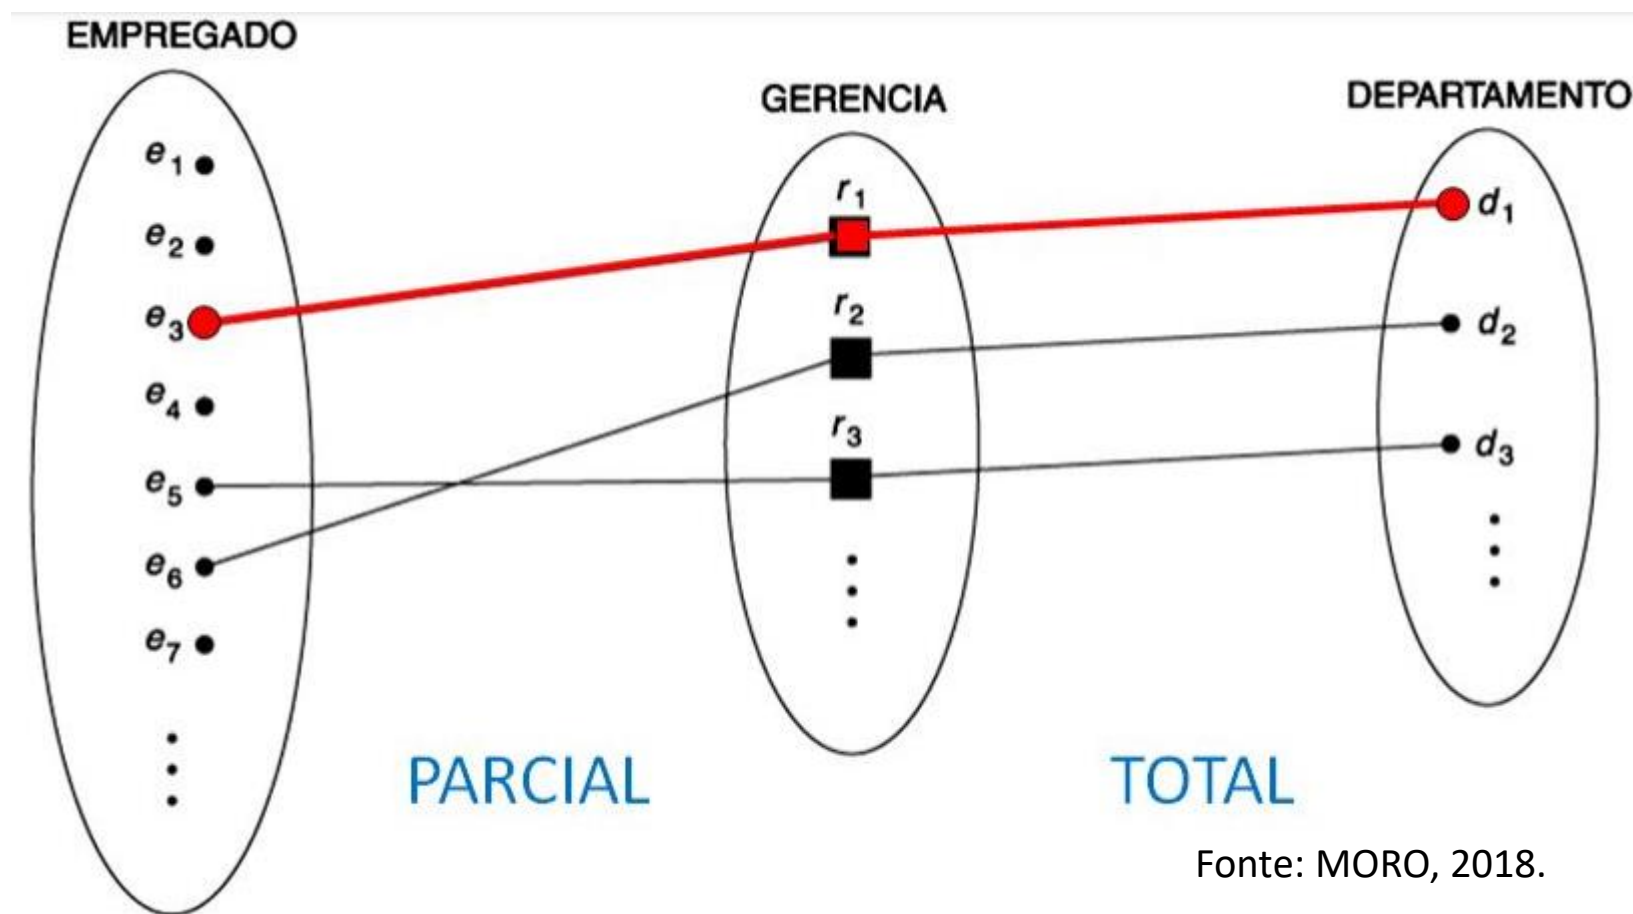 EMPREGADO
GERENCIA
DEPARTAMENTO
e1
e2
e3
e4
e5
e6
e7
r1
r2
r3
d1
d2
d3
PARCIAL
TOTAL
Fonte: MORO, 2018.